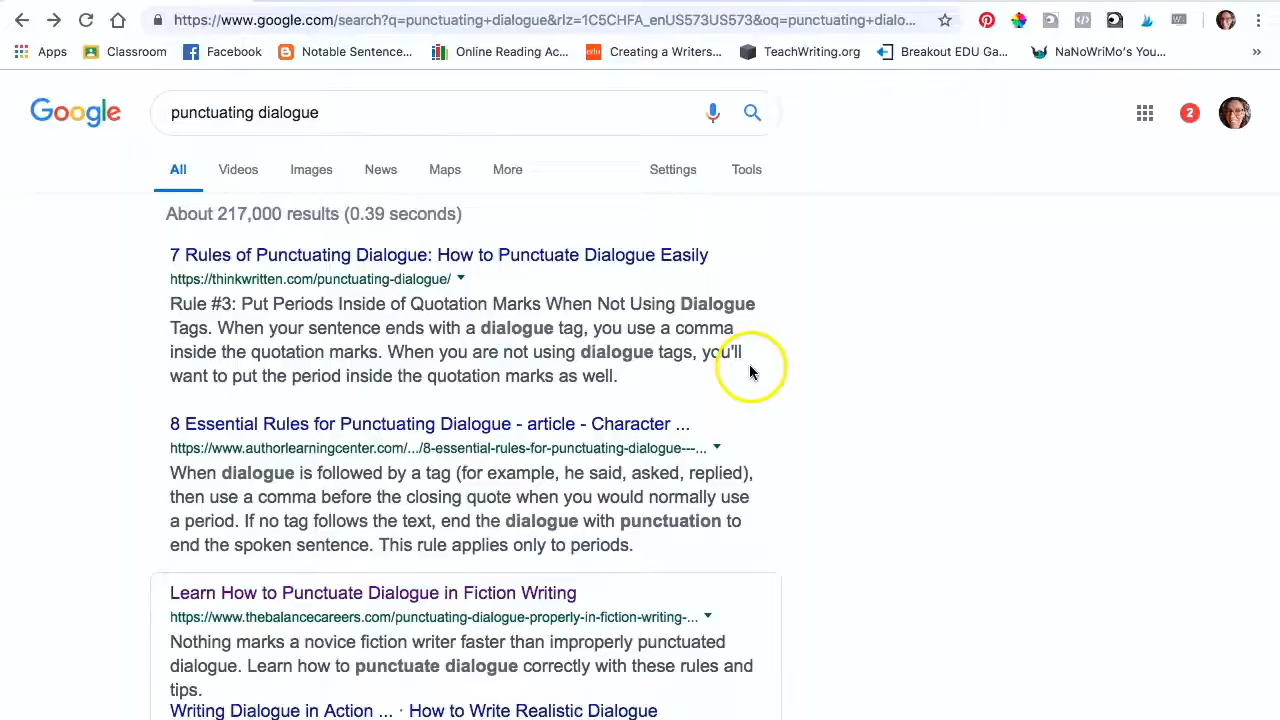 https://www.google.com/search?q=punctuating+dialogue&rlz=1C5CHFA_enUS573US573&oq=punctuating+dialo...
Apps Classroom Facebook Notable Sentence... Online Reading Ac... edu Creating a Writers... TeachWriting.org Breakout EDU Ga... NaNoWriMo's You... »
Google punctuating dialogue 2
All Videos Images News Maps More Settings Tools
About 217,000 results (0.39 seconds)
7 Rules of Punctuating Dialogue: How to Punctuate Dialogue Easily
https://thinkwritten.com/punctuating-dialogue/
Rule #3: Put Periods Inside of Quotation Marks When Not Using Dialogue
Tags. When your sentence ends with a dialogue tag, you use a comma
inside the quotation marks. When you are not using dialogue tags, you'll
want to put the period inside the quotation marks as well.
8 Essential Rules for Punctuating Dialogue - article - Character ...
https://www.authorlearningcenter.com/.../8-essential-rules-for-punctuating-dialogue---...
When dialogue is followed by a tag (for example, he said, asked, replied),
then use a comma before the closing quote when you would normally use
a period. If no tag follows the text, end the dialogue with punctuation to
end the spoken sentence. This rule applies only to periods.
Learn How to Punctuate Dialogue in Fiction Writing
https://www.thebalancecareers.com/punctuating-dialogue-properly-in-fiction-writing-...
Nothing marks a novice fiction writer faster than improperly punctuated
dialogue. Learn how to punctuate dialogue correctly with these rules and
tips.
Writing Dialogue in Action ... · How to Write Realistic Dialogue